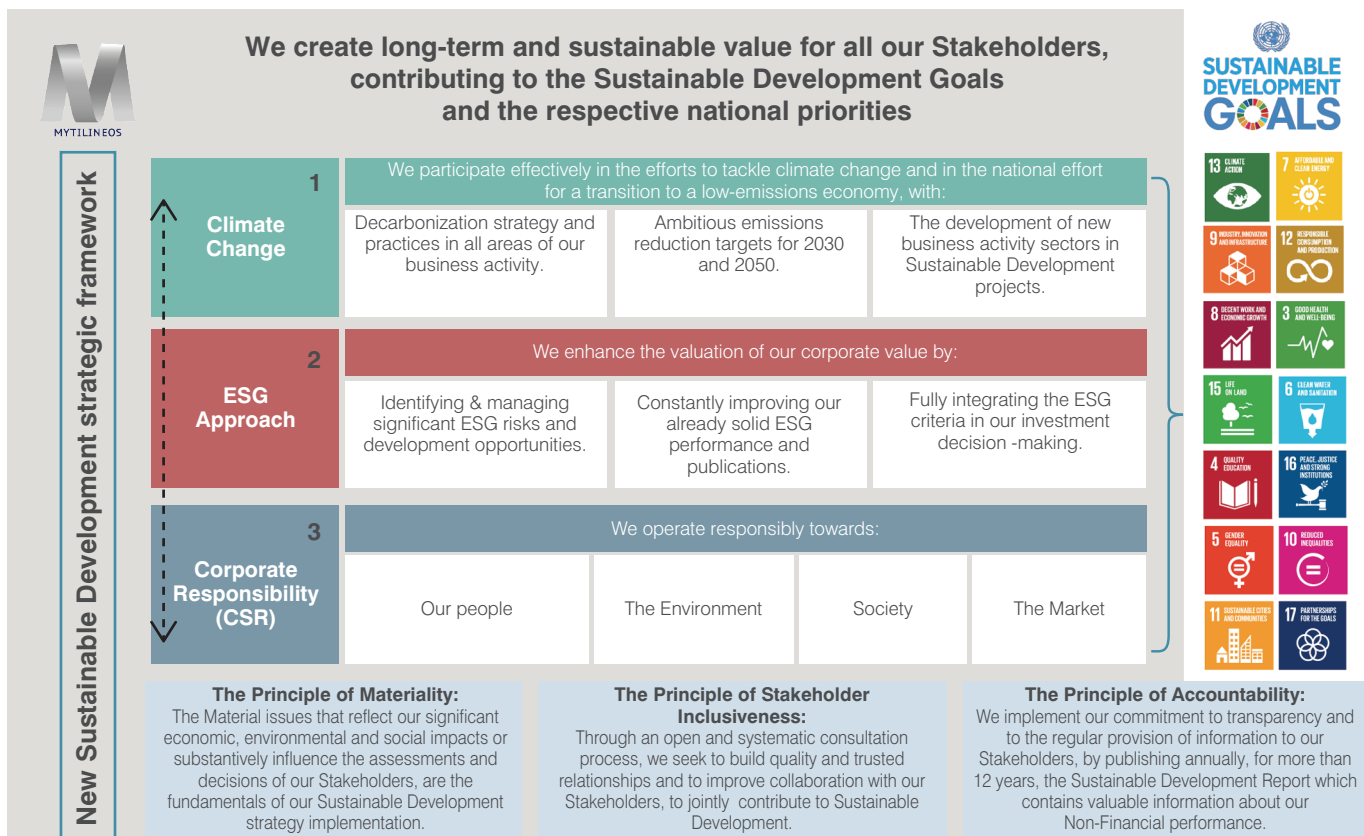 We create long-term and sustainable value for all our Stakeholders,
contributing to the Sustainable Development Goals
and the respective national priorities
MYTILINEOS
SUSTAINABLE
DEVELOPMENT
GOALS
New Sustainable Development strategic framework
1
Climate
Change
We participate effectively in the efforts to tackle climate change and in the national effort
for a transition to a low-emissions economy, with:
Decarbonization strategy and
practices in all areas of our
business activity.
Ambitious emissions
reduction targets for 2030
and 2050.
The development of new
business activity sectors in
Sustainable Development
projects.
2
ESG
Approach
We enhance the valuation of our corporate value by:
Identifying & managing
significant ESG risks and
development opportunities.
Constantly improving our
already solid ESG
performance and
publications.
Fully integrating the ESG
criteria in our investment
decision -making.
3
Corporate
Responsibility
(CSR)
We operate responsibly towards:
Our people
The Environment
Society
The Market
13 CLIMATE
ACTION
7 AFFORDABLE AND
CLEAN ENERGY
9 INDUSTRY, INNOVATION
AND INFRASTRUCTURE
12 RESPONSIBLE
CONSUMPTION
AND PRODUCTION
8 DECENT WORK AND
ECONOMIC GROWTH
3 GOOD HEALTH
AND WELL-BEING
15 LIFE
ON LAND
6 CLEAN WATER
AND SANITATION
4 QUALITY
EDUCATION
16 PEACE, JUSTICE
AND STRONG
INSTITUTIONS
5 GENDER
EQUALITY
10 REDUCED
INEQUALITIES
11 SUSTAINABLE CITIES
AND COMMUNITIES
17 PARTNERSHIPS
FOR THE GOALS
The Principle of Materiality:
The Material issues that reflect our significant
economic, environmental and social impacts or
substantively influence the assessments and
decisions of our Stakeholders, are the
fundamentals of our Sustainable Development
strategy implementation.
The Principle of Stakeholder
Inclusiveness:
Through an open and systematic consultation
process, we seek to build quality and trusted
relationships and to improve collaboration with our
Stakeholders, to jointly contribute to Sustainable
Development.
The Principle of Accountability:
We implement our commitment to transparency and
to the regular provision of information to our
Stakeholders, by publishing annually, for more than
12 years, the Sustainable Development Report which
contains valuable information about our
Non-Financial performance.